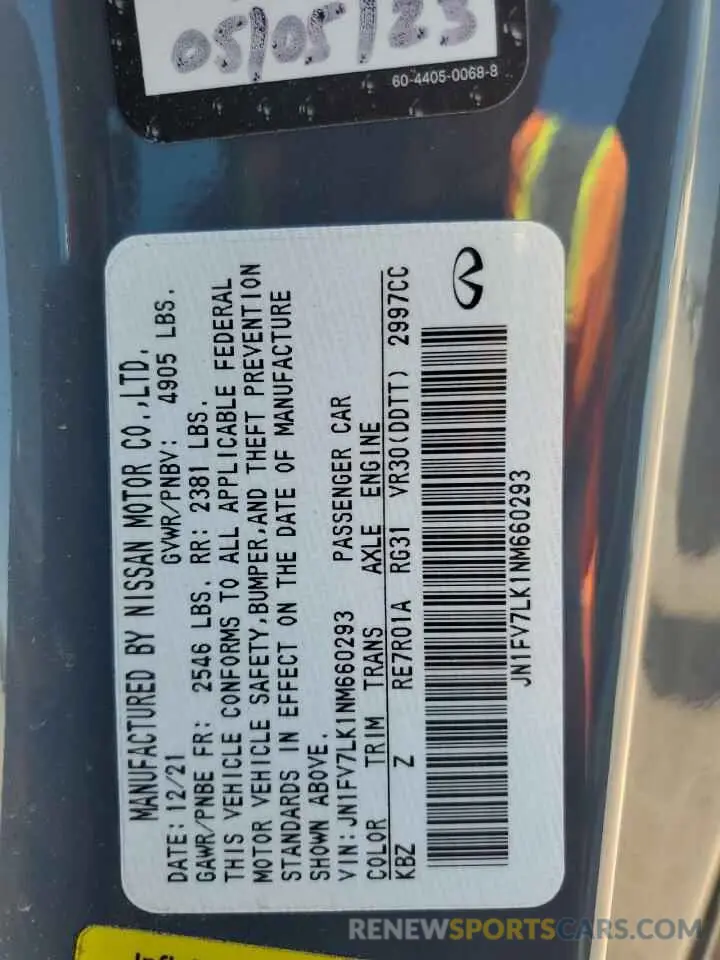 05/05/23
60-4405-0068-8
MANUFACTURED BY NISSAN MOTOR CO.,LTD.
DATE: 12/21 GVWR/PNBV: 4905 LBS.
GAWR/PNBE FR: 2546 LBS. RR: 2381 LBS.
THIS VEHICLE CONFORMS TO ALL APPLICABLE FEDERAL
MOTOR VEHICLE SAFETY,BUMPER,AND THEFT PREVENTION
STANDARDS IN EFFECT ON THE DATE OF MANUFACTURE
SHOWN ABOVE.
VIN:JN1FV7LK1NM660293 PASSENGER CAR
COLOR TRIM TRANS AXLE ENGINE
KBZ Z RE7R01A RG31 VR30(DDTT) 2997CC
JN1FV7LK1NM660293
RENEWSPORTSCARS.COM